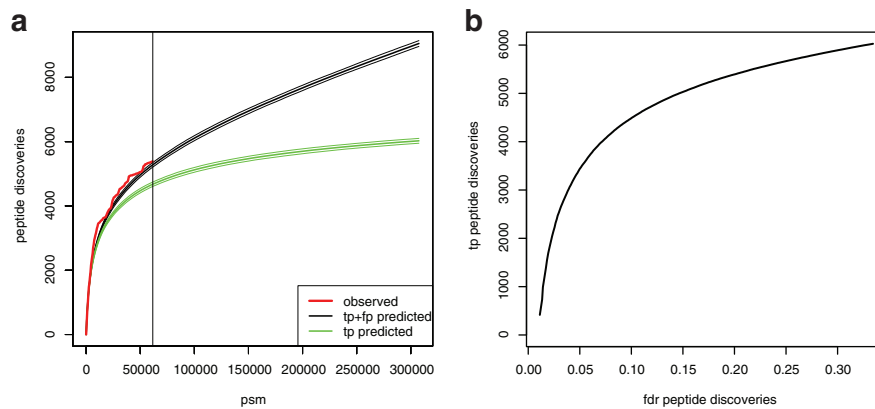 a
peptide discoveries
0
2000
4000
6000
8000
observed
tp+fp predicted
tp predicted
0
50000
100000
150000
200000
250000
300000
psm
b
tp peptide discoveries
0
1000
2000
3000
4000
5000
6000
0.00
0.05
0.10
0.15
0.20
0.25
0.30
fdr peptide discoveries